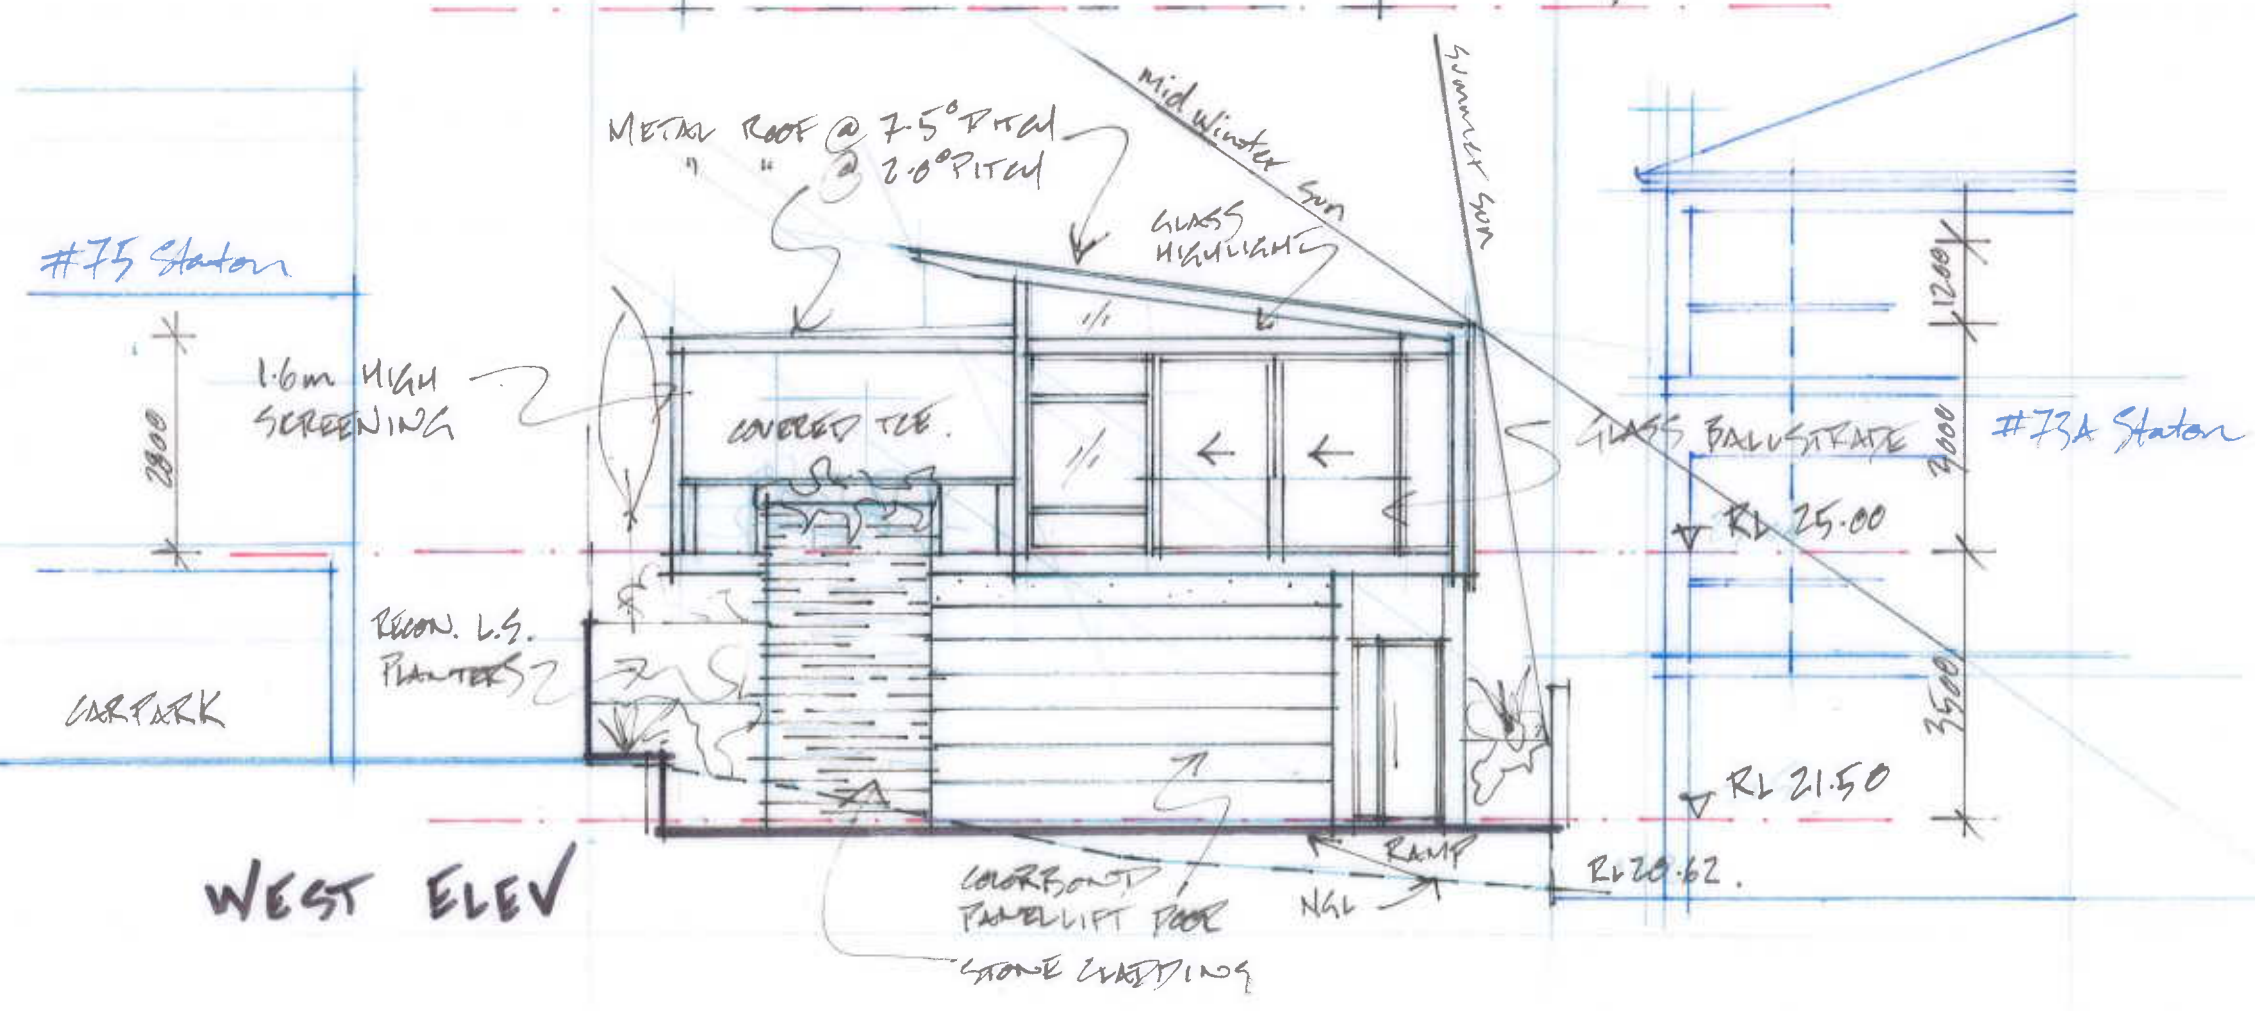 mid Winter Sun
Summer Sun
METAL ROOF @ 7.5° PITCH
" " @ 2.0° PITCH
GLASS
HIGHLIGHTS
#75 Staton
1200
2800
1.6m HIGH
SCREENING
COVERED TCE.
GLASS BALUSTRADE
#73A Staton
RL 25.00
RECON. L.S.
PLANTERS
CARPARK
3500
RL 21.50
WEST ELEV
RAMP
RL 20.62.
COLORBOND
PANELLIFT DOOR
NGL
STONE CLADDING